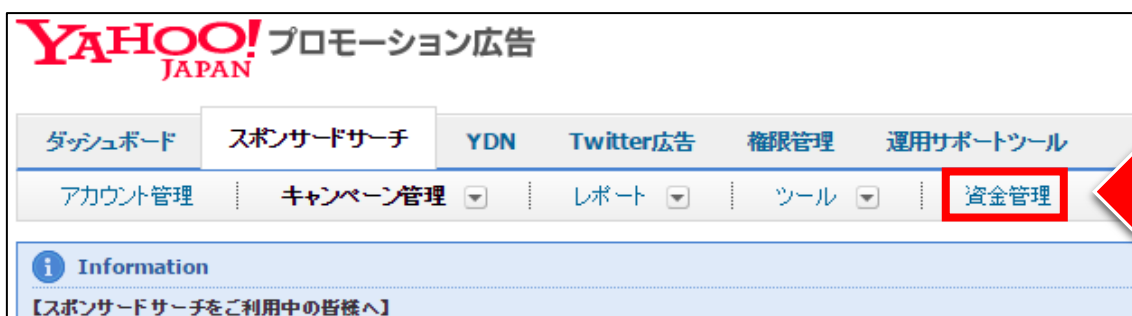 YAHOO! プロモーション広告
JAPAN
ダッシュボード スポンサードサーチ YDN Twitter広告 権限管理 運用サポートツール
アカウント管理 キャンペーン管理 レポート ツール 資金管理
Information
【スポンサードサーチをご利用中の皆様へ】